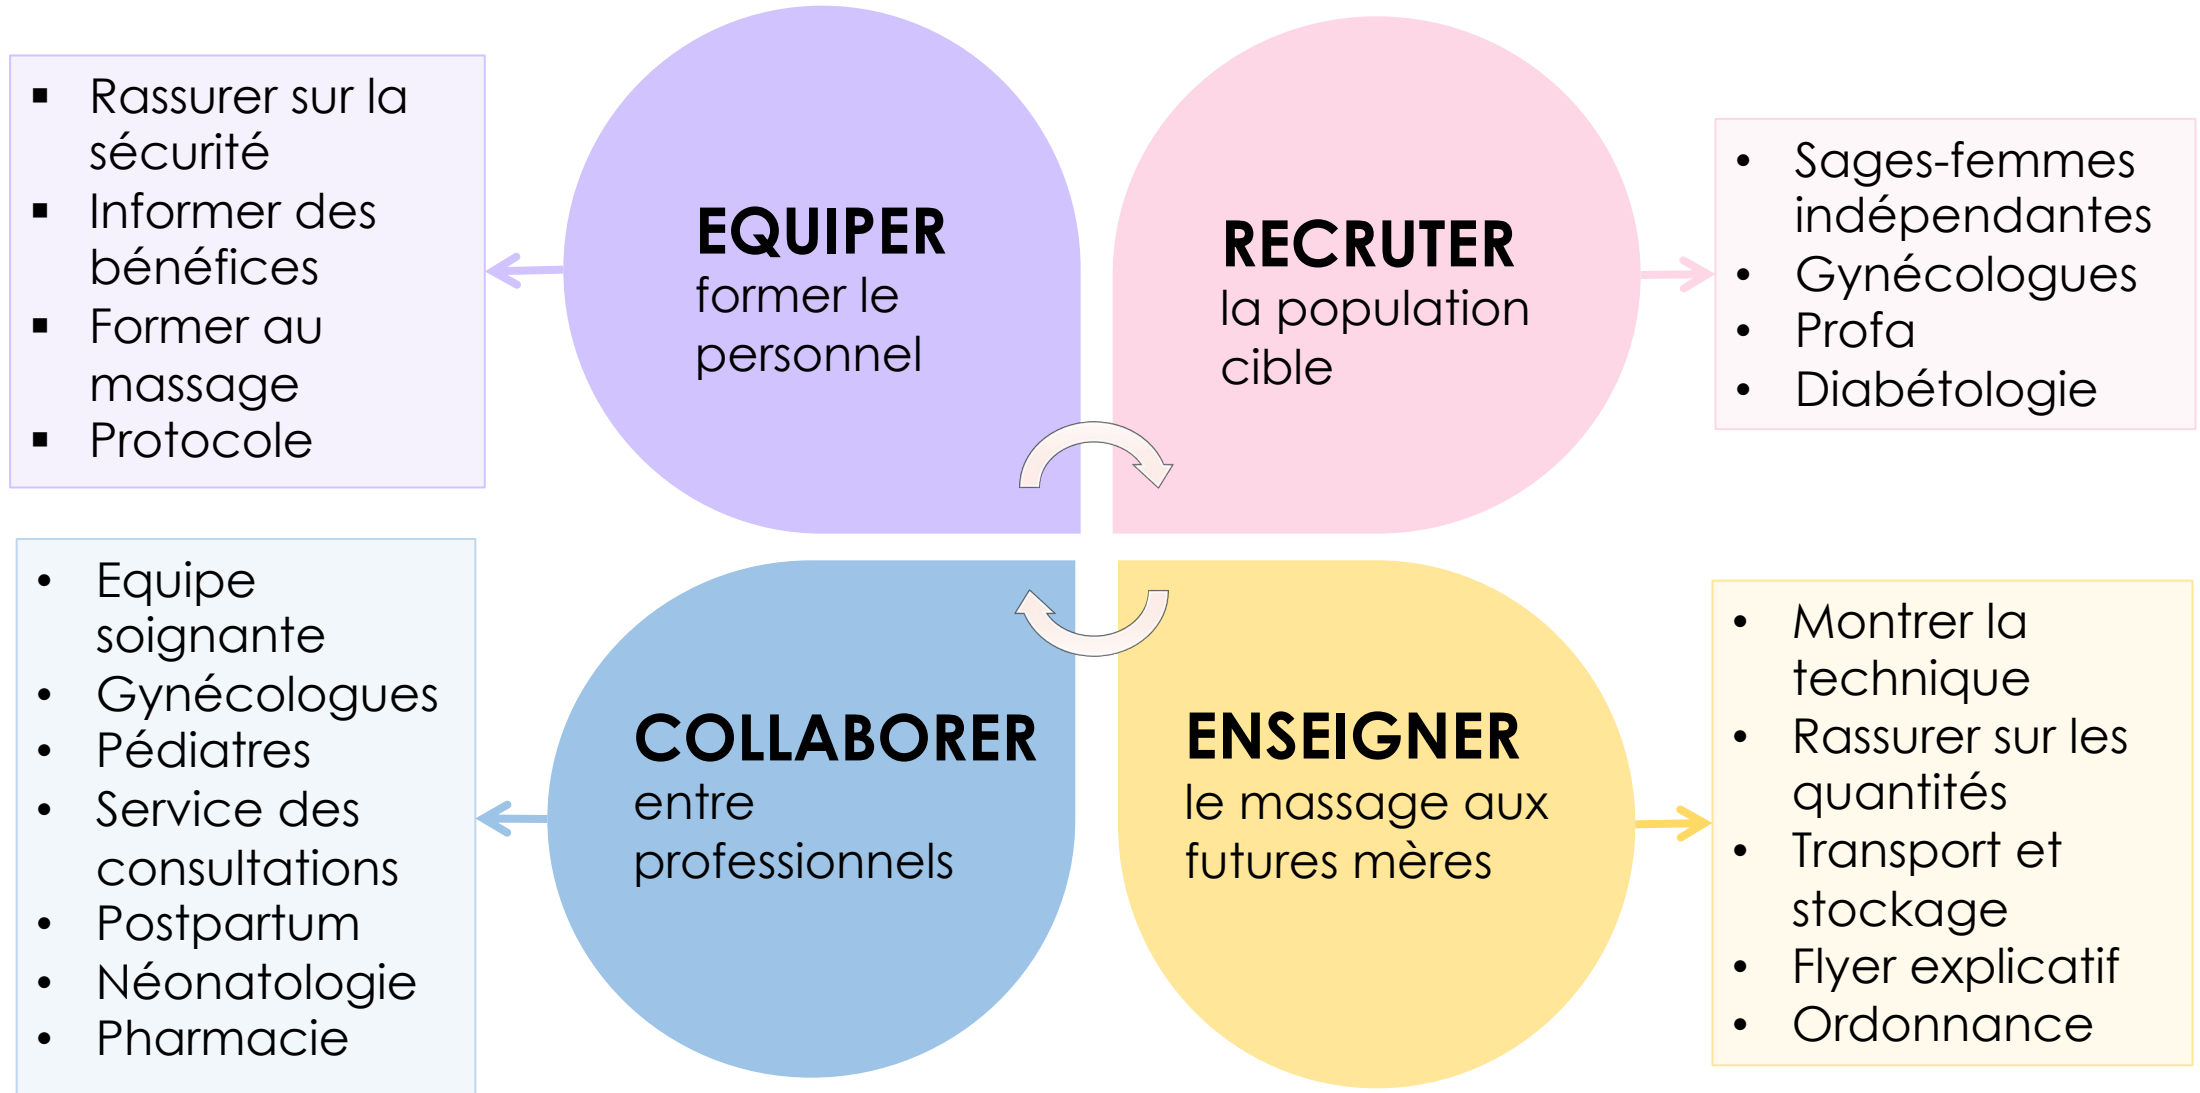 ▪ Rassurer sur la
sécurité
▪ Informer des
bénéfices
▪ Former au
massage
▪ Protocole
EQUIPER
former le
personnel
RECRUTER
la population
cible
• Sages-femmes
indépendantes
• Gynécologues
• Profa
• Diabétologie
• Equipe
soignante
• Gynécologues
• Pédiatres
• Service des
consultations
• Postpartum
• Néonatologie
• Pharmacie
COLLABORER
entre
professionnels
ENSEIGNER
le massage aux
futures mères
• Montrer la
technique
• Rassurer sur les
quantités
• Transport et
stockage
• Flyer explicatif
• Ordonnance